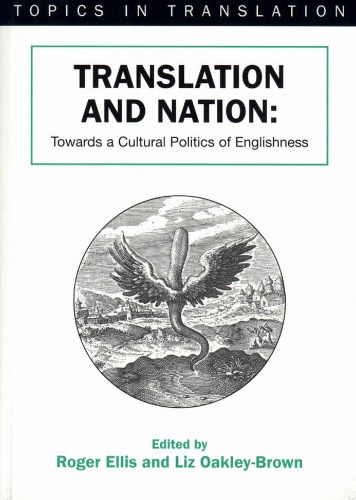 TOPICS IN TRANSLATION
TRANSLATION
AND NATION:
Towards a Cultural Politics of Englishness
Edited by
Roger Ellis and Liz Oakley-Brown